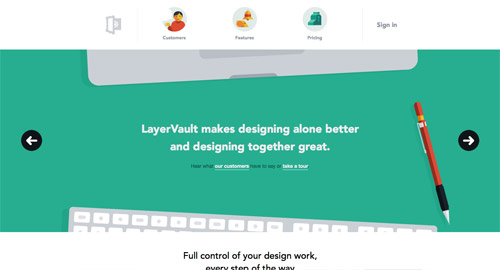 Customers
Features
Pricing
Sign In
LayerVault makes designing alone better
and designing together great.
Hear what our customers have to say or take a tour
Full control of your design work,
every step of the way.